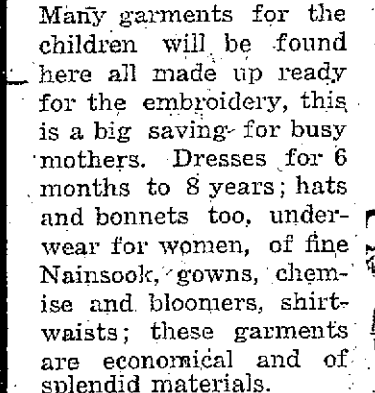 Many garments for the
children will be found
here all made up ready
for the embroidery, this
is a big saving for busy
mothers. Dresses for 6
months to 8 years; hats
and bonnets too, under-
wear for women, of fine
Nainsook, gowns, chem-
ise and bloomers, shirt-
waists; these garments
are economical and of
splendid materials.